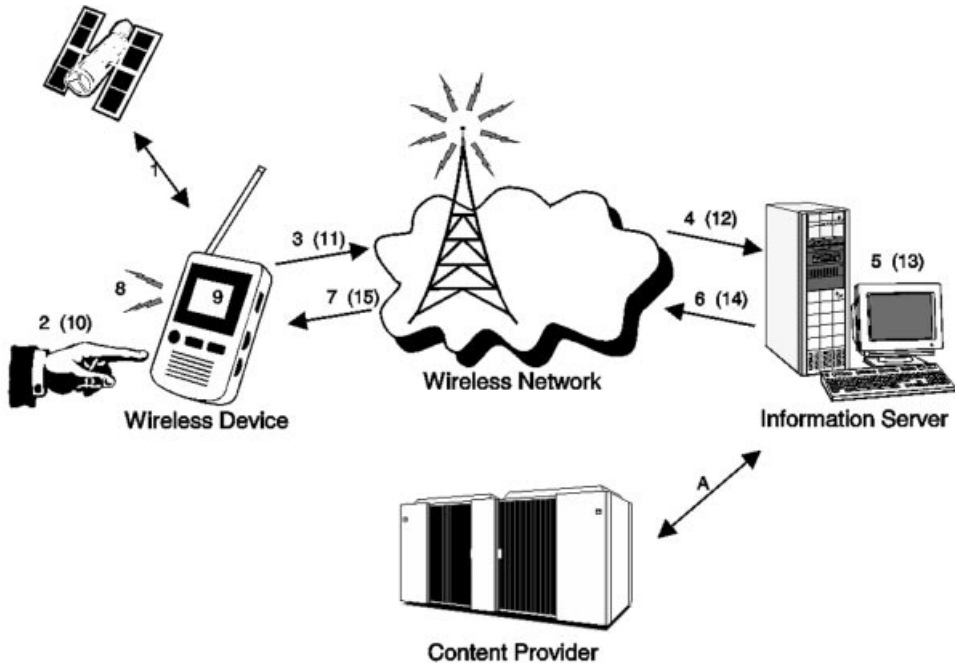 1
3 (11)
4 (12)
5 (13)
8
9
7 (15)
6 (14)
2 (10)
Wireless Network
Wireless Device
Information Server
A
Content Provider